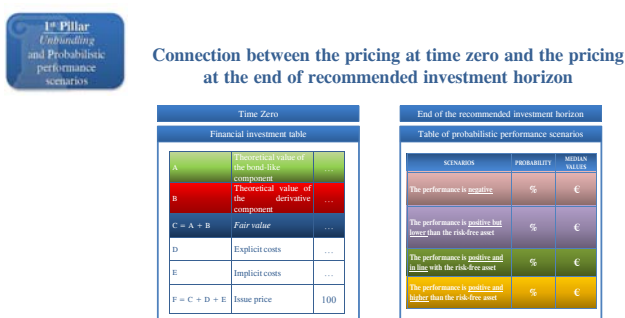 1st Pillar
Unbundling
and Probabilistic
performance
scenarios
Connection between the pricing at time zero and the pricing
at the end of recommended investment horizon
Time Zero
Financial investment table
A
Theoretical value of
the bond-like
component
...
B
Theoretical value of
the derivative
component
...
C = A + B
Fair value
...
D
Explicit costs
...
E
Implicit costs
...
F = C + D + E
Issue price
100
End of the recommended investment horizon
Table of probabilistic performance scenarios
SCENARIOS
PROBABILITY
MEDIAN
VALUES
The performance is negative
%
€
The performance is positive but
lower than the risk-free asset
%
€
The performance is positive and
in line with the risk-free asset
%
€
The performance is positive and
higher than the risk-free asset
%
€